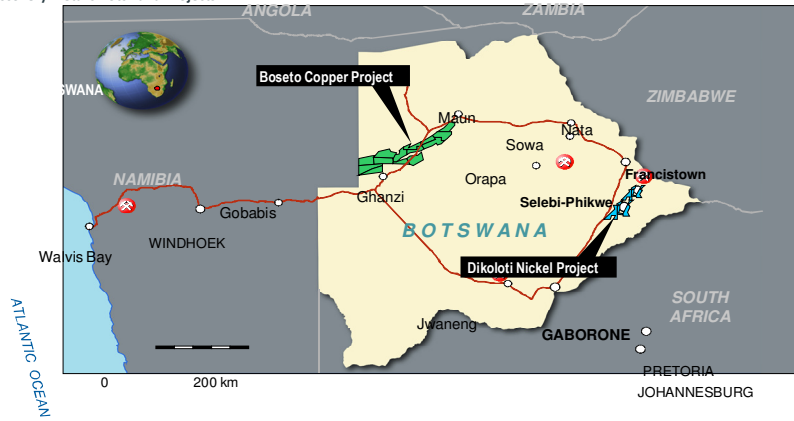 ANGOLA
ZAMBIA
Boseto Copper Project
SWANA
ZIMBABWE
Maun
Nata
Sowa
NAMIBIA
Orapa
Francistown
Ghanzi
Selebi-Phikwe
Gobabis
BOTSWANA
WINDHOEK
Walvis Bay
Dikoloti Nickel Project
SOUTH
AFRICA
ATLANTIC OCEAN
Jwaneng
GABORONE
PRETORIA
0 200 km
JOHANNESBURG